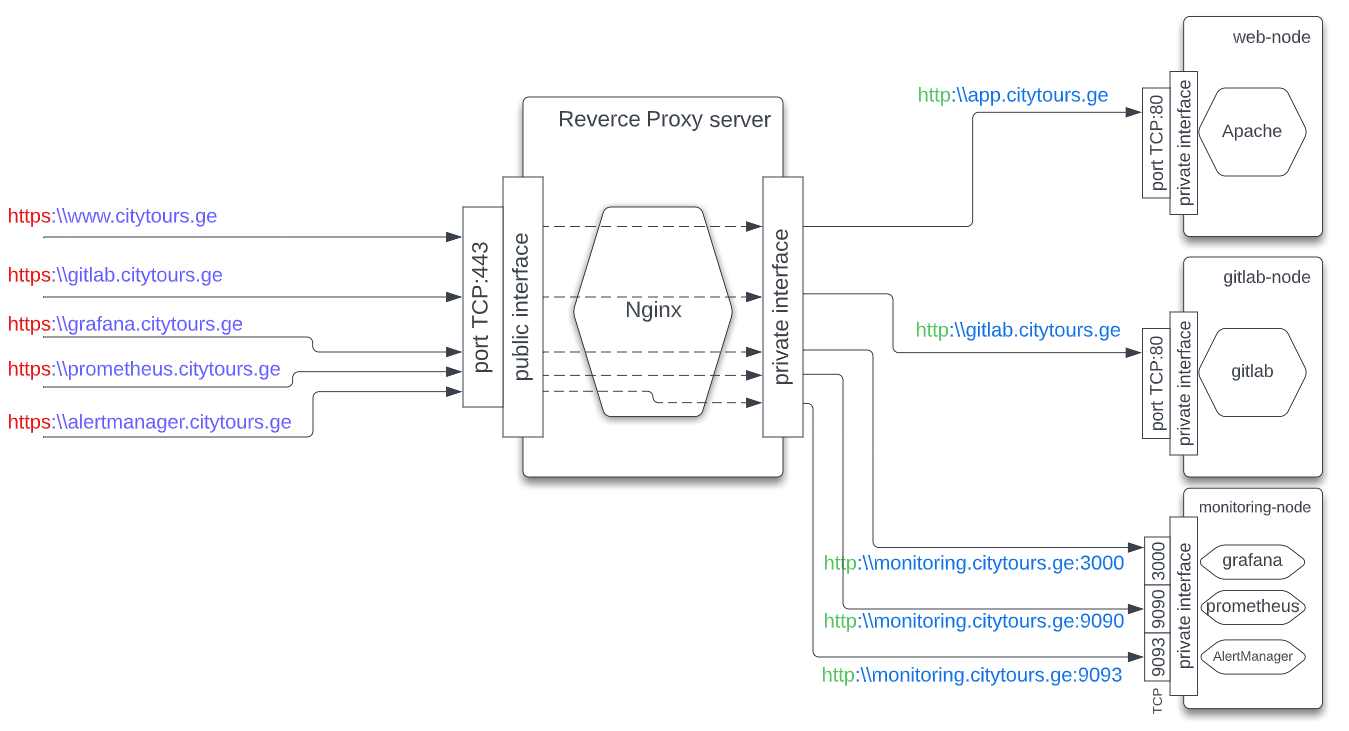 https:\\www.citytours.ge
https:\\gitlab.citytours.ge
https:\\grafana.citytours.ge
https:\\prometheus.citytours.ge
https:\\alertmanager.citytours.ge
Reverce Proxy server
port TCP:443
public interface
Nginx
private interface
http:\\app.citytours.ge
http:\\gitlab.citytours.ge
http:\\monitoring.citytours.ge:3000
http:\\monitoring.citytours.ge:9090
http:\\monitoring.citytours.ge:9093
web-node
port TCP:80
private interface
Apache
gitlab-node
port TCP:80
private interface
gitlab
monitoring-node
3000
9090
9093
TCP
private interface
grafana
prometheus
AlertManager